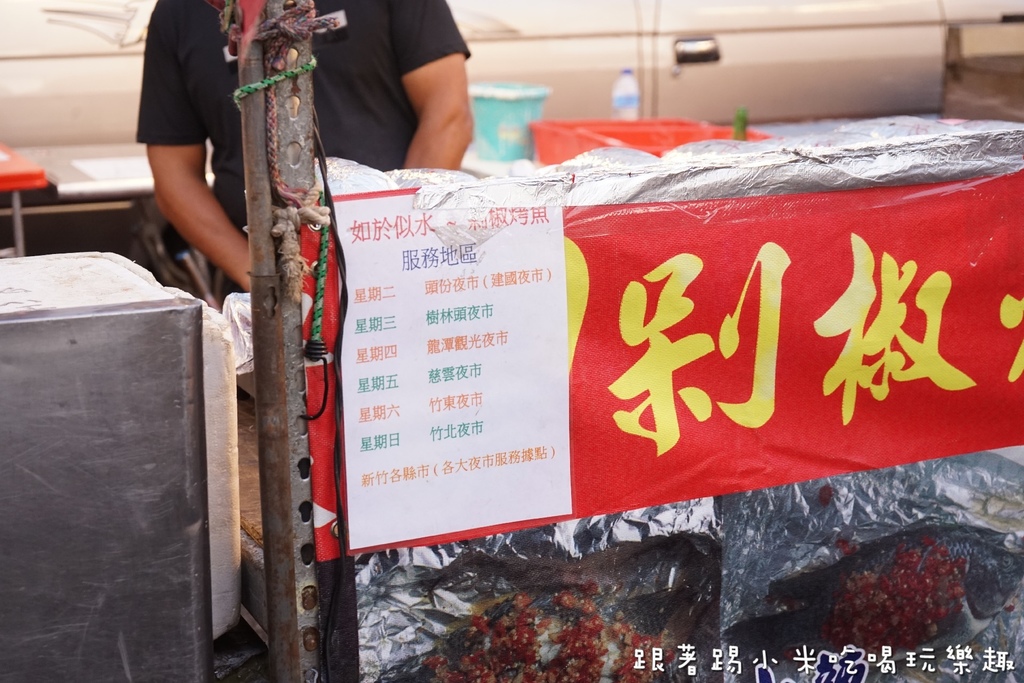 如於似水 ~ 剁椒烤魚
服務地區
星期二 頭份夜市(建國夜市)
星期三 樹林頭夜市
星期四 龍潭觀光夜市
星期五 慈雲夜市
星期六 竹東夜市
星期日 竹北夜市
新竹各縣市(各大夜市服務據點)
剁椒
跟著踢小米吃喝玩樂趣